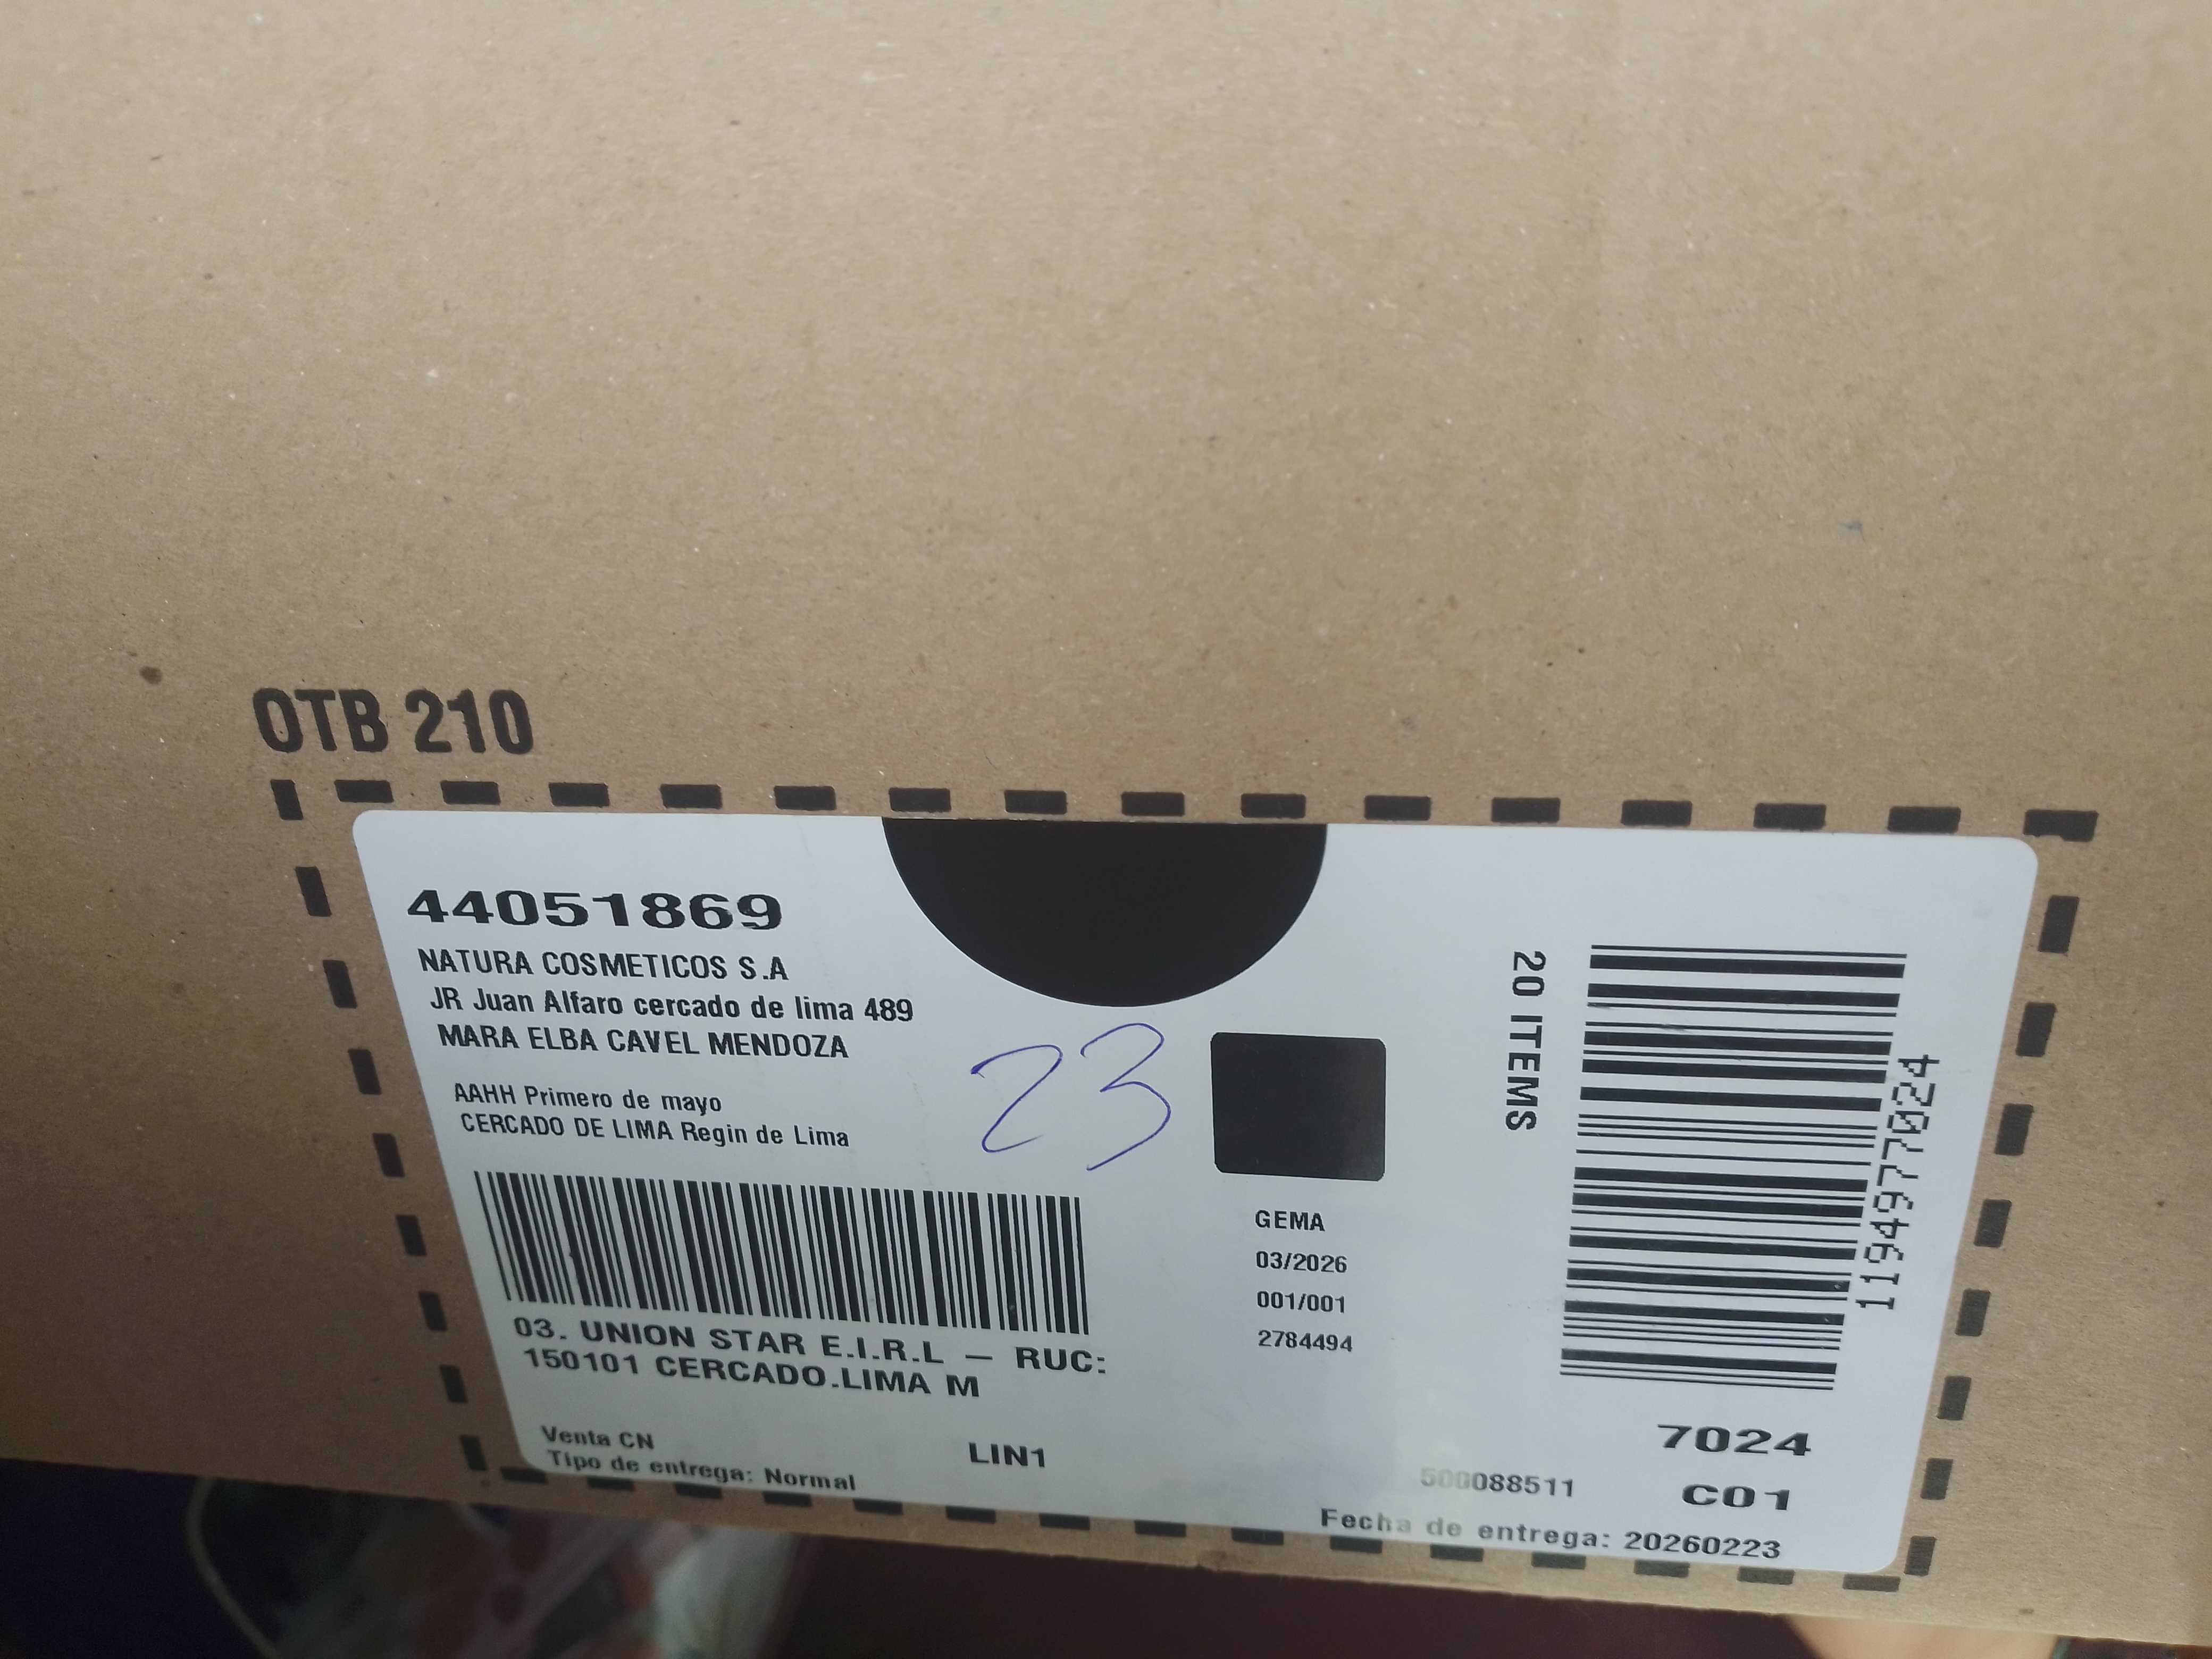 OTB 210
44051869
NATURA COSMETICOS S.A
JR Juan Alfaro cercado de lima 489
MARA ELBA CAVEL MENDOZA
AAHH Primero de mayo
CERCADO DE LIMA Regin de Lima
23
20 ITEMS
1194977024
GEMA
03/2026
001/001
2784494
03. UNION STAR E.I.R.L – RUC:
150101 CERCADO.LIMA M
Venta CN
Tipo de entrega: Normal
LIN1
7024
500088511
C01
Fecha de entrega: 20260223